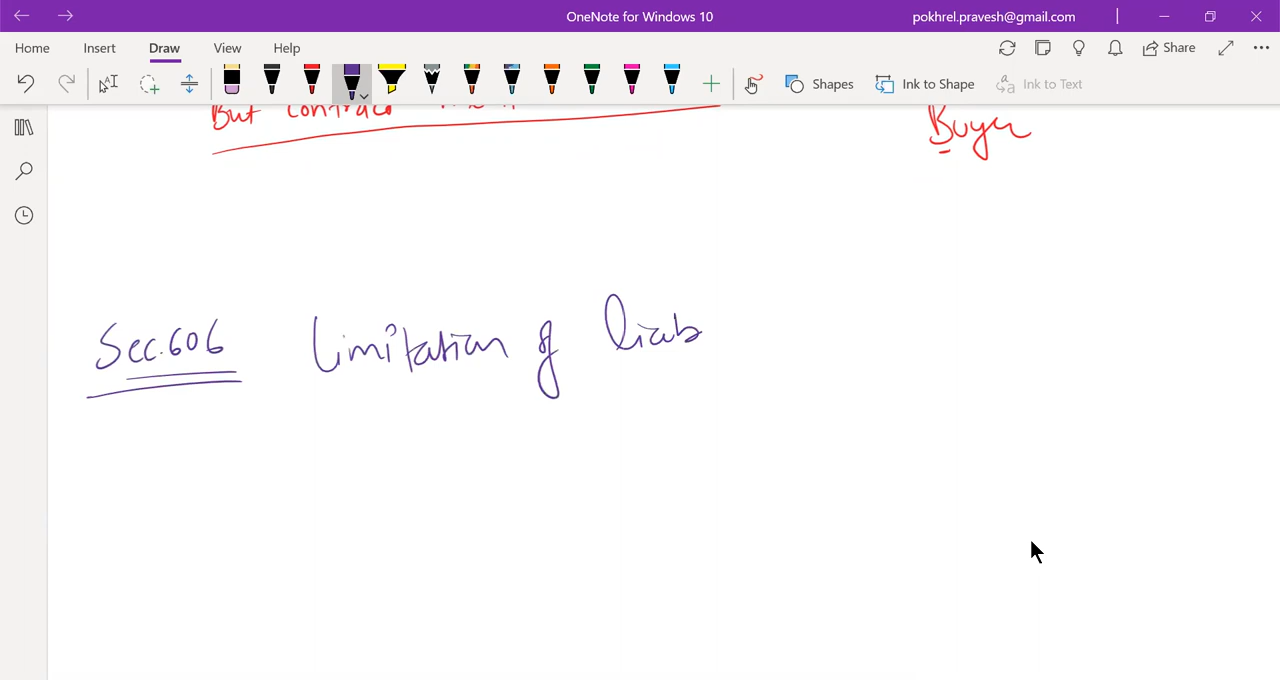 OneNote for Windows 10 pokhrel.pravesh@gmail.com
Home Insert Draw View Help Share
Shapes Ink to Shape Ink to Text
But
Buyer
Sec.606 Limitation of liab